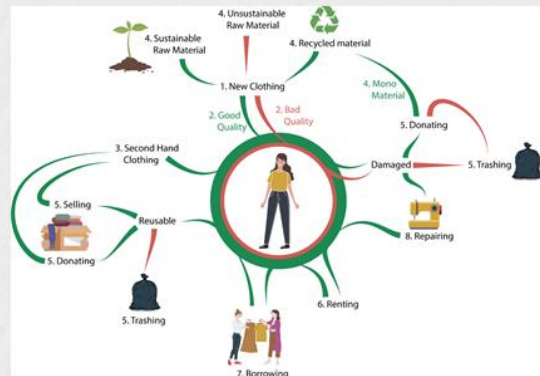 4. Unsustainable
Raw Material
4. Sustainable
Raw Material
4. Recycled material
1. New Clothing
4. Mono
Material
2. Good
Quality
2. Bad
Quality
5. Donating
3. Second Hand
Clothing
Damaged
5. Trashing
5. Selling
Reusable
8. Repairing
5. Donating
6. Renting
5. Trashing
7. Borrowing